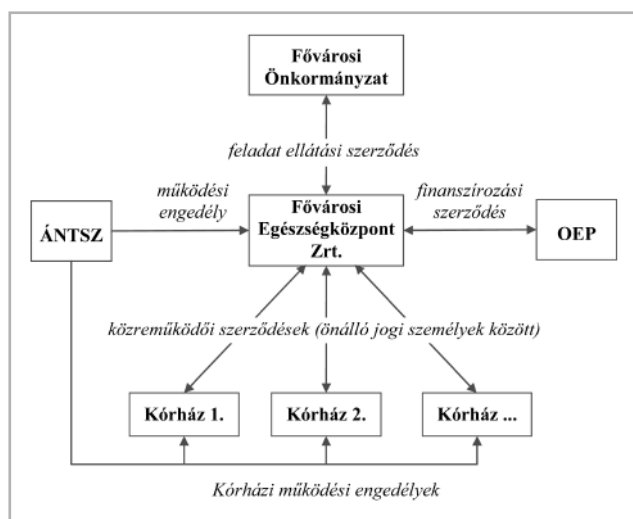 Fővárosi
Önkormányzat
feladat ellátási szerződés
működési
engedély
finanszírozási
szerződés
ÁNTSZ
Fővárosi
Egészségközpont
Zrt.
OEP
közreműködői szerződések (önálló jogi személyek között)
Kórház 1.
Kórház 2.
Kórház ...
Kórházi működési engedélyek